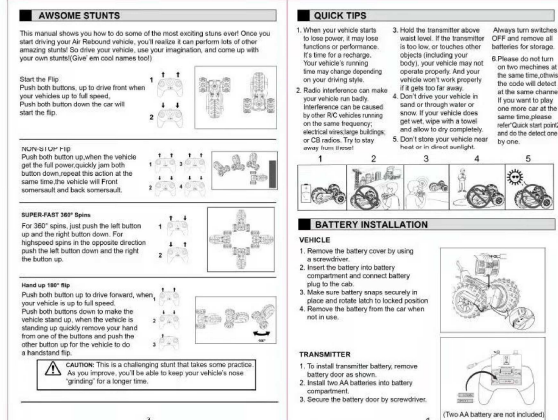 AWSOME STUNTS
This manual shows you how to do some of the most exciting stuns ever! Once you
start driving your Air Rebound vehicle, you'll realize it can perform lots of other
amazing stunts! So design vate, use your imagination, and come up with
your own stunts!(Give' em cool names too!)
Start the Flip
Push both buttons, up to drive front when
your vehicles up to full speed,
Push both button down the car will
start the flip.
1
2
NON-STOP FLIP
Push both button up,when the vehicle
get the full power,quickly jam both
button down,repeat this action at the
same time,the vehicle will Front
somersault and back somersault.
1
3
2
4
SUPER-FAST 360° Spins
For 360° spins, just push the left button
up and the right button down. For
highspeed spins in the opposite direction
push the left button down and the right
the button up.
1
2
Hand up 180° flip
Push both button up to drive forward, when
your vehicle is up to full speed.
Push both buttons down to make the
vehicle stand up, when the vehicle is
standing up quickly remove your hand
from one of the buttons and push the
other button up for the vehicle to do
a handstand flip.
1
2
3
CAUTION: This is a challenging stunt that takes some practice.
As you improve, you'll be able to keep your vehicle's nose
"grinding" for a longer time.
QUICK TIPS
1. When your vehicle starts
to lose power, it may lose
functions or performance.
It's time for a recharge.
Your vehicle's running
time may change depending
on your driving style.
2. Radio interference can make
your vehicle run badly.
Interference can be caused
by other R/C vehicles running
on the same frequency;
electrical wires;large buildings;
or CB radios. Try to stay
away from these!
3. Hold the transmitter above
waist level. If the transmitter
is too low, or touches other
objects (including your
body), your vehicle may not
operate properly. And your
vehicle won't work properly
if it gets too far away.
4. Don't drive your vehicle in
sand or through water or
snow. If your vehicle does
get wet, wipe with a towel
and allow to dry completely.
5. Don't store your vehicle near
heat or in direct sunlight.
Always turn switches
OFF and remove all
batteries for storage.
6.Please do not turn
on two machines at
the same time,othwis
the code will detect
at the same channe
If you want to play
one more car at the
same time,please
refer"Quick start point2
and do the detect one
by one.
1 2 3 4 5
BATTERY INSTALLATION
VEHICLE
1. Remove the battery cover by using
a screwdriver.
2. Insert the battery into battery
compartment and connect battery
plug to the cab.
3. Make sure battery snaps securely in
place and rotate latch to locked position
4. Remove the battery from the car when
not in use.
TRANSMITTER
1. To install transmitter battery, remove
battery door as shown.
2. Install two AA batteries into battery
compartment.
3. Secure the battery door by screwdriver.
(Two AA battery are not included)